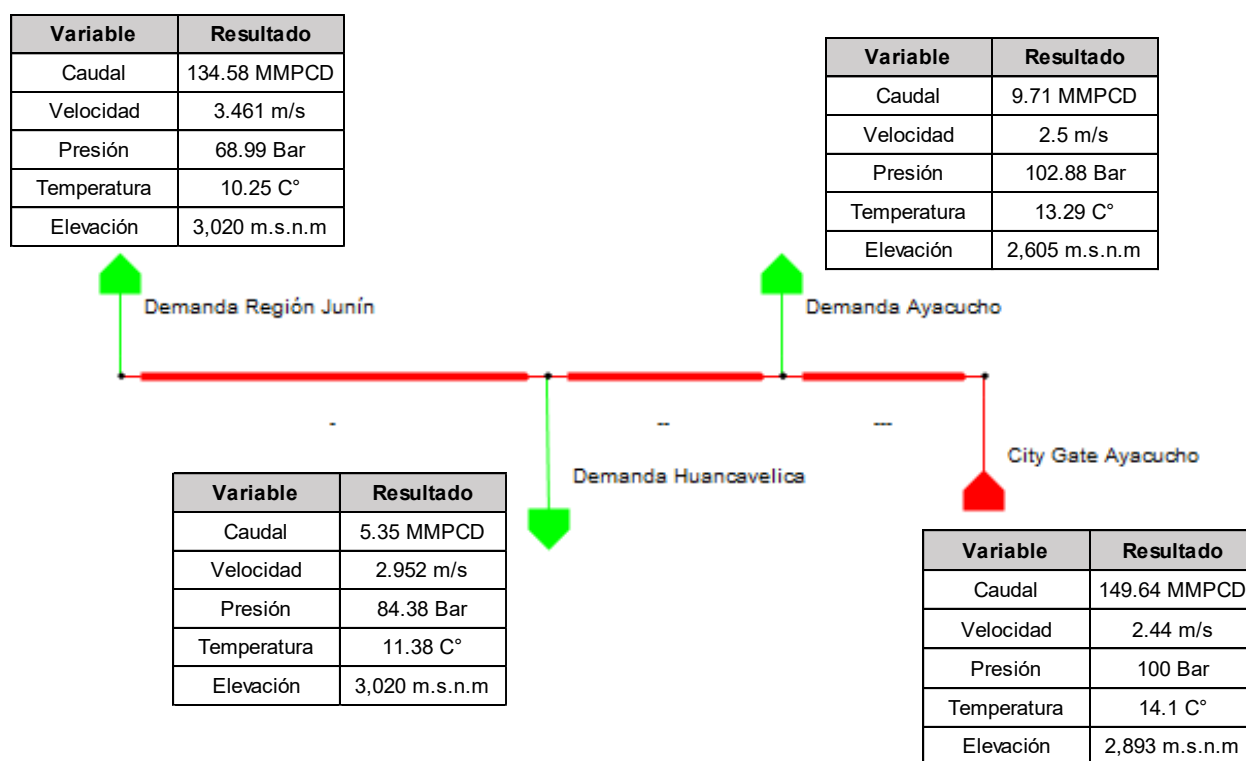 Variable Resultado
Caudal 134.58 MMPCD
Velocidad 3.461 m/s
Presión 68.99 Bar
Temperatura 10.25 C°
Elevación 3,020 m.s.n.m
Variable Resultado
Caudal 9.71 MMPCD
Velocidad 2.5 m/s
Presión 102.88 Bar
Temperatura 13.29 C°
Elevación 2,605 m.s.n.m
Demanda Región Junín
Demanda Ayacucho
- -- ---
Demanda Huancavelica
City Gate Ayacucho
Variable Resultado
Caudal 5.35 MMPCD
Velocidad 2.952 m/s
Presión 84.38 Bar
Temperatura 11.38 C°
Elevación 3,020 m.s.n.m
Variable Resultado
Caudal 149.64 MMPCD
Velocidad 2.44 m/s
Presión 100 Bar
Temperatura 14.1 C°
Elevación 2,893 m.s.n.m